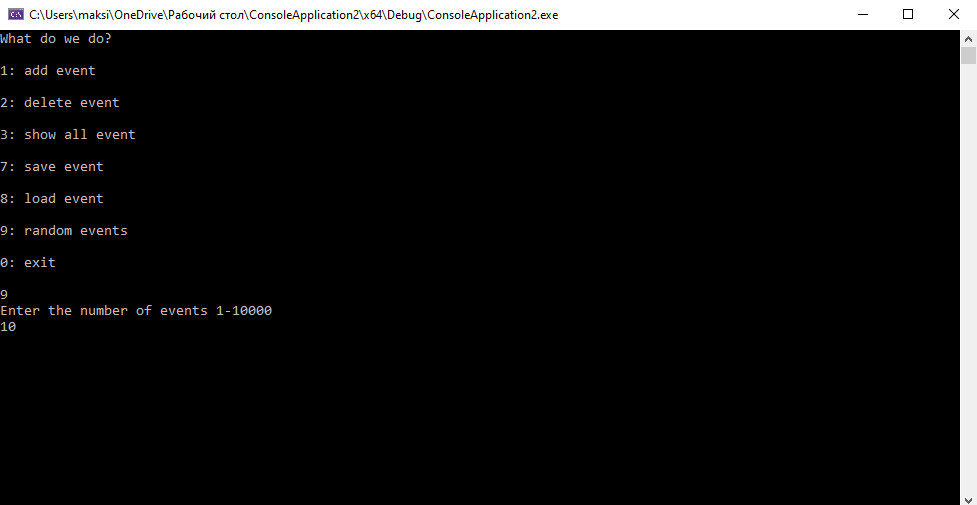 C:\Users\maksi\OneDrive\Рабочий стол\ConsoleApplication2\x64\Debug\ConsoleApplication2.exe
What do we do?
1: add event
2: delete event
3: show all event
7: save event
8: load event
9: random events
0: exit
9
Enter the number of events 1-10000
10